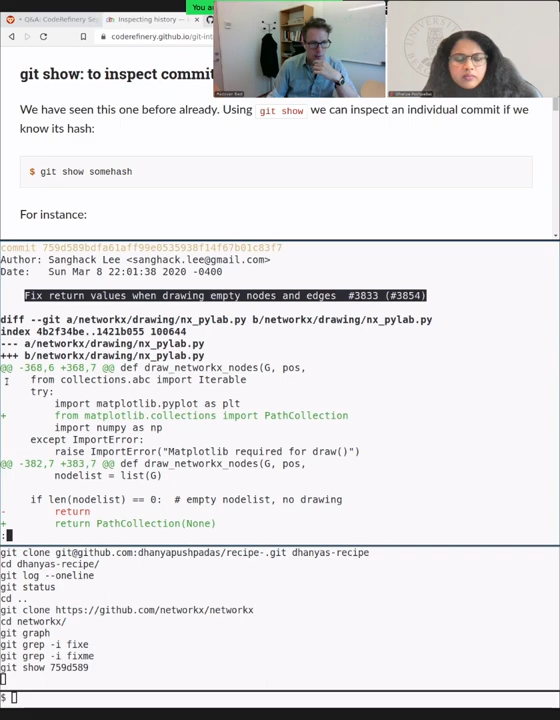 You a
Q&A: CodeRefinery Se
Inspecting history —
coderefinery.github.io/git-int
git show: to inspect commit
We have seen this one before already. Using git show we can inspect an individual commit if we
know its hash:
$ git show somehash
For instance:
commit 759d589bdfa61aff99e0535938f14f67b01c83f7
Author: Sanghack Lee <sanghack.lee@gmail.com>
Date:   Sun Mar 8 22:01:38 2020 -0400
Fix return values when drawing empty nodes and edges  #3833 (#3854)
diff --git a/networkx/drawing/nx_pylab.py b/networkx/drawing/nx_pylab.py
index 4b2f34be..1421b055 100644
--- a/networkx/drawing/nx_pylab.py
+++ b/networkx/drawing/nx_pylab.py
@@ -368,6 +368,7 @@ def draw_networkx_nodes(G, pos,
from collections.abc import Iterable
try:
import matplotlib.pyplot as plt
+        from matplotlib.collections import PathCollection
import numpy as np
except ImportError:
raise ImportError("Matplotlib required for draw()")
@@ -382,7 +383,7 @@ def draw_networkx_nodes(G, pos,
nodelist = list(G)
if len(nodelist) == 0:  # empty nodelist, no drawing
-        return
+        return PathCollection(None)
:
git clone git@github.com:dhanyapushpadas/recipe-.git dhanyas-recipe
cd dhanyas-recipe/
git log --oneline
git status
cd ..
git clone https://github.com/networkx/networkx
cd networkx/
git graph
git grep -i fixe
git grep -i fixme
git show 759d589
$